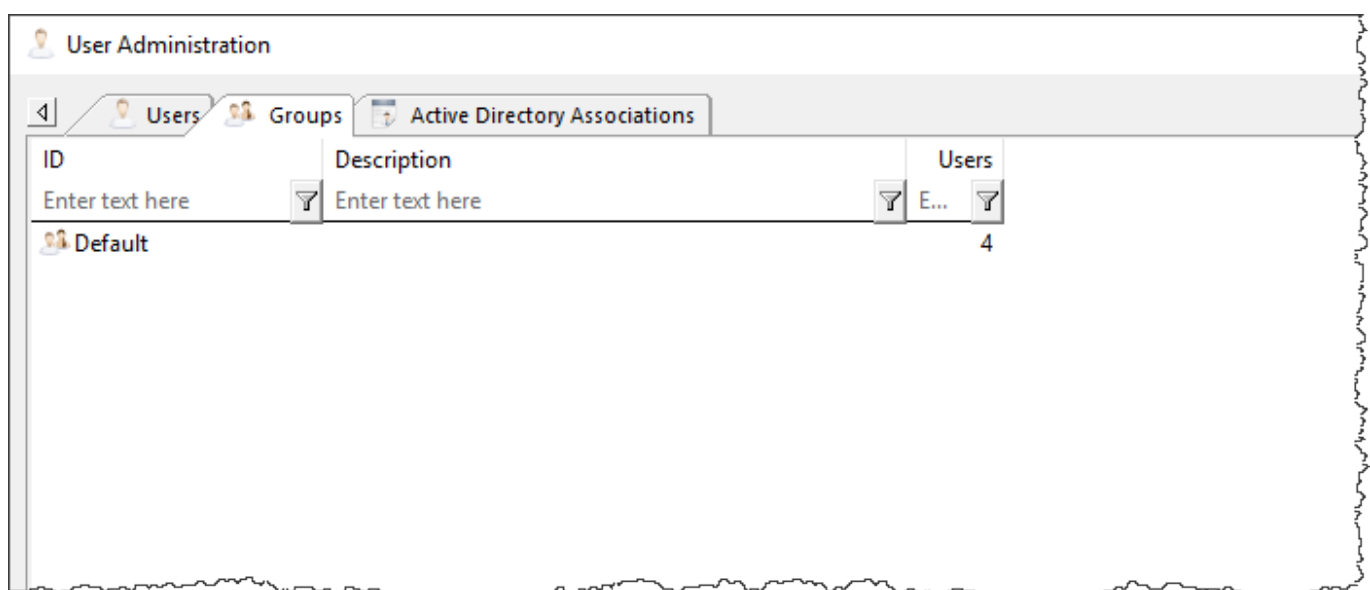 User Administration
Users Groups Active Directory Associations
ID Description Users
Enter text here Enter text here E...
Default 4